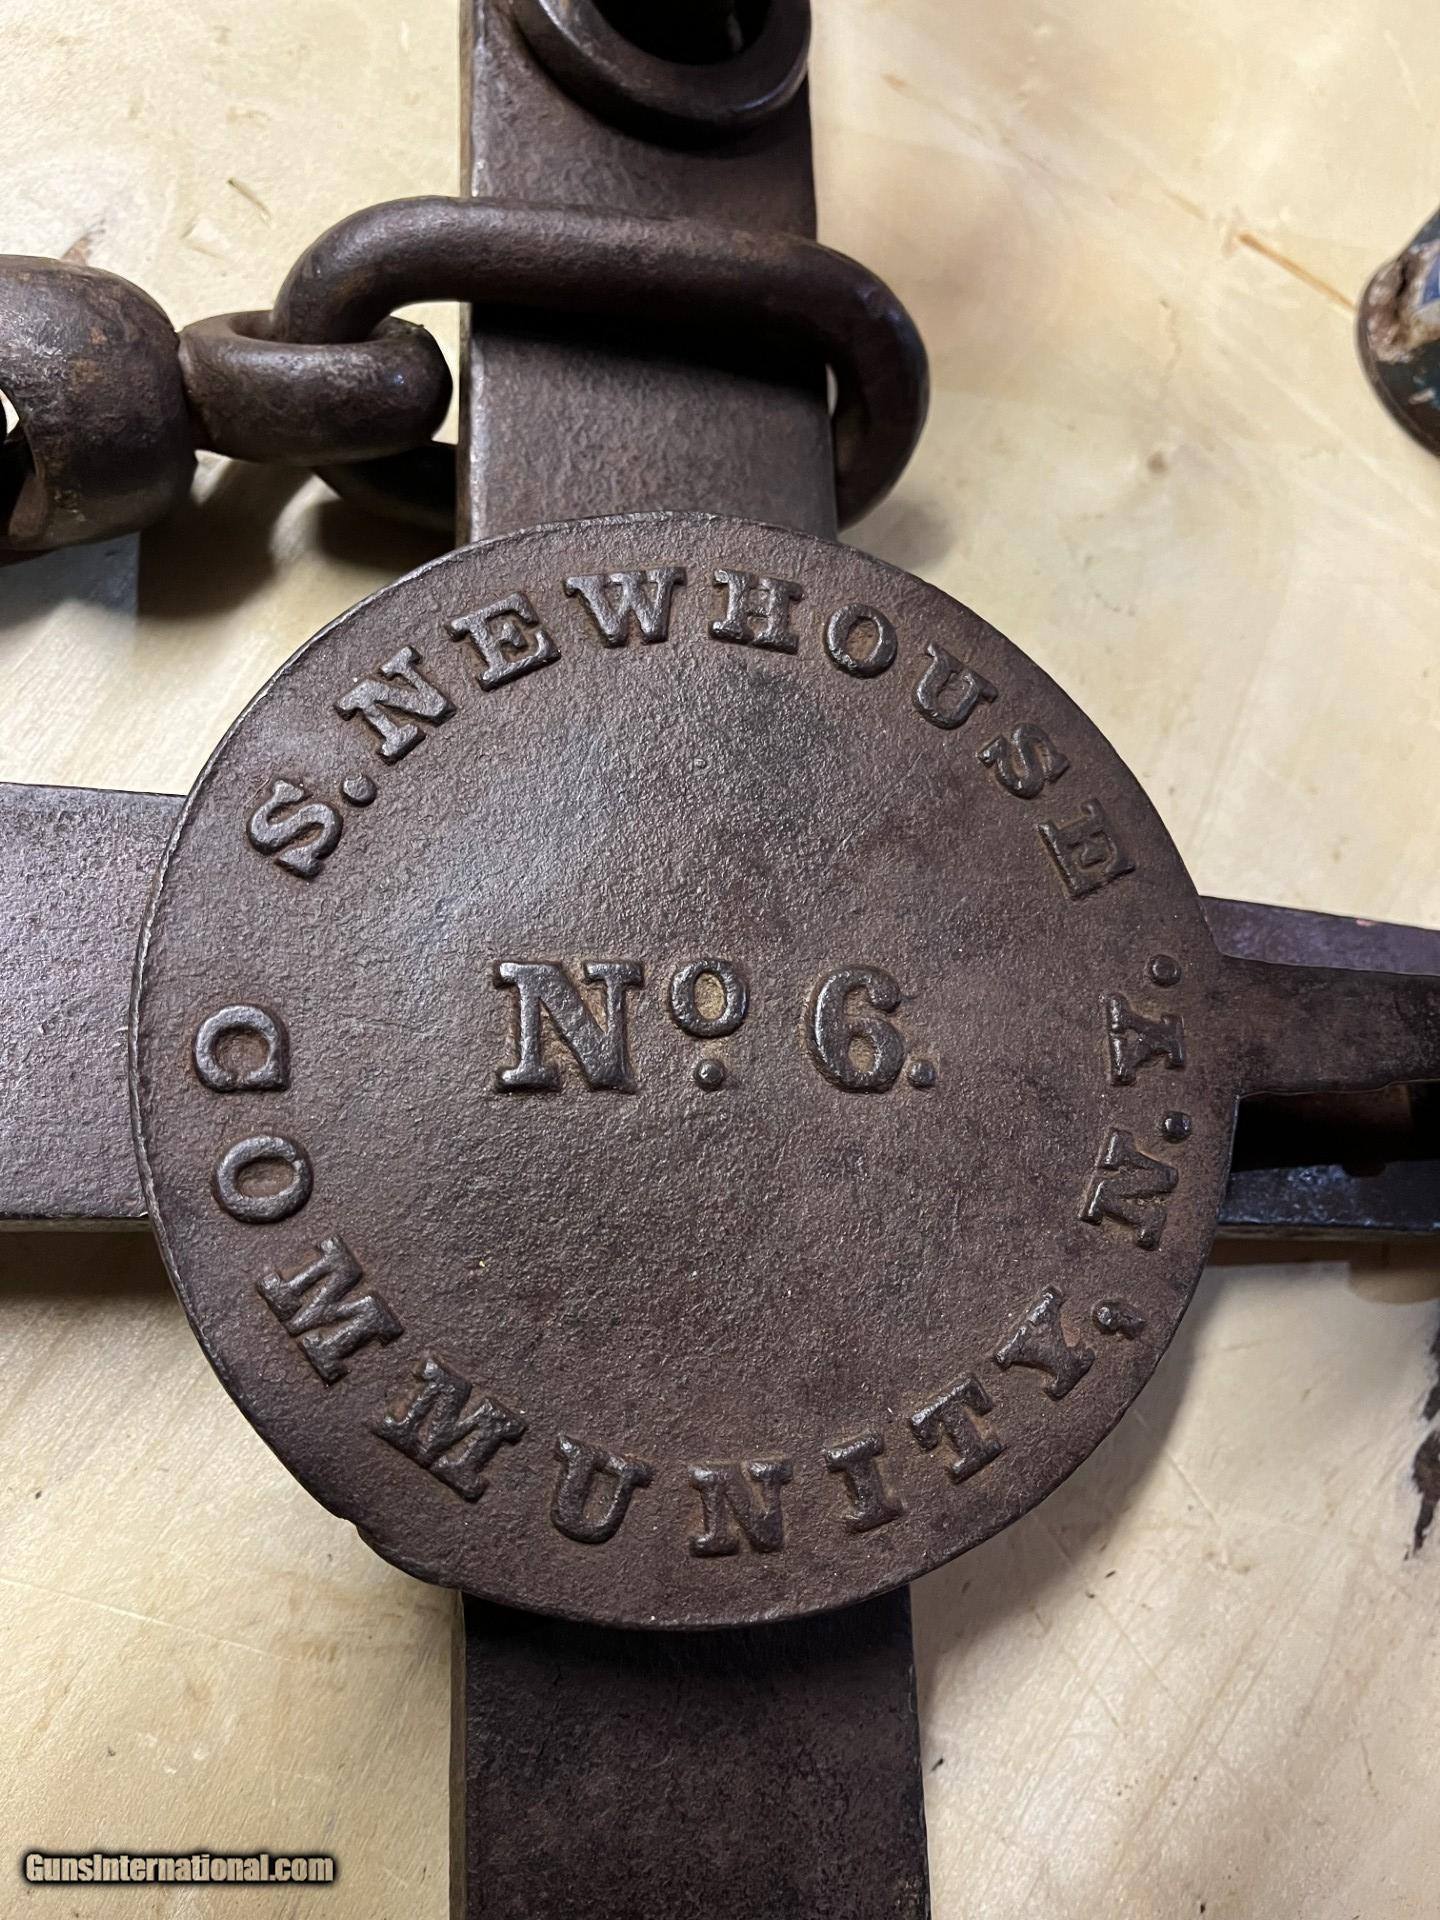 S. NEWHOUSE
No. 6.
COMMUNITY, N.Y.
GunsInternational.com